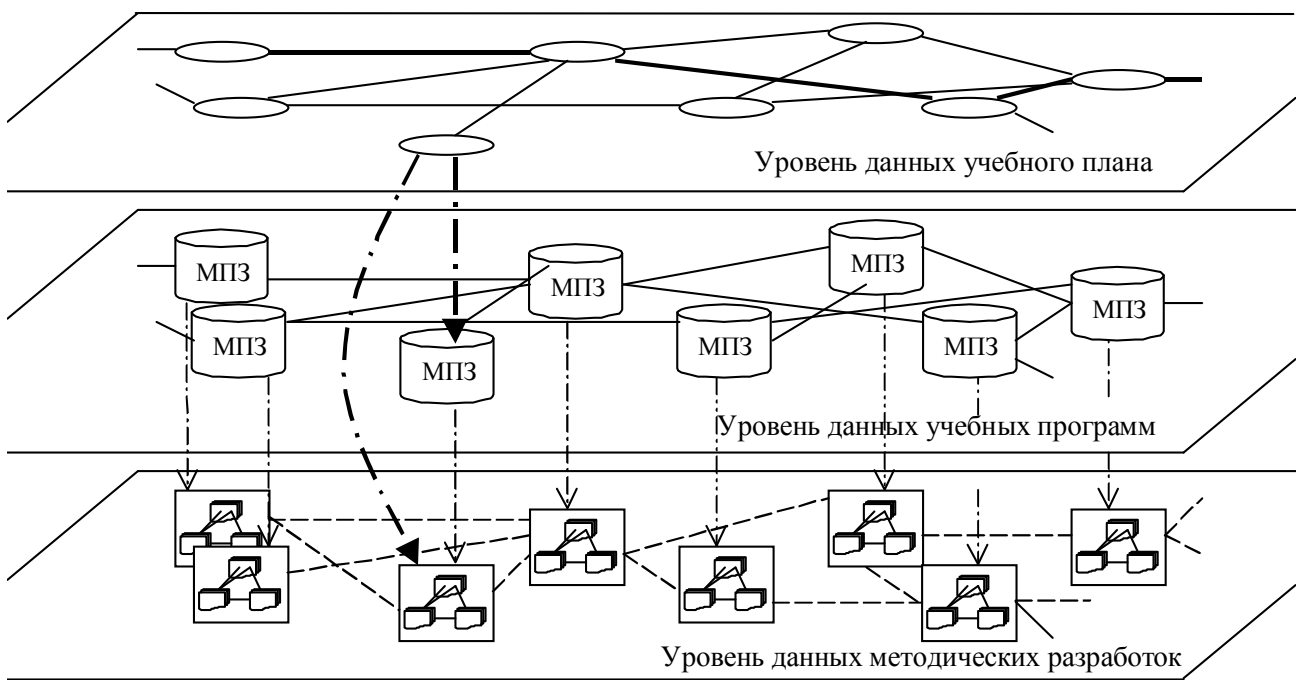 Уровень данных учебного плана
МПЗ
МПЗ
МПЗ
МПЗ
МПЗ
МПЗ
МПЗ
МПЗ
Уровень данных учебных программ
Уровень данных методических разработок